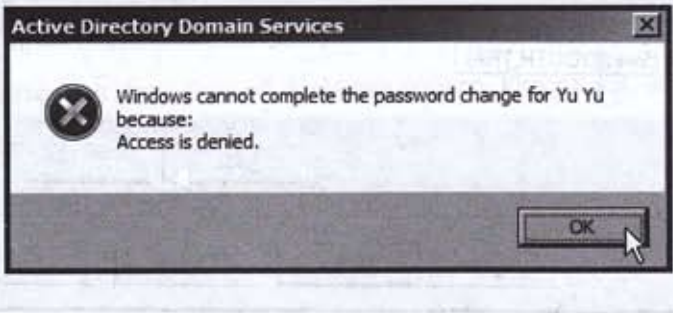 Active Directory Domain Services
Windows cannot complete the password change for Yu Yu
because:
Access is denied.
OK